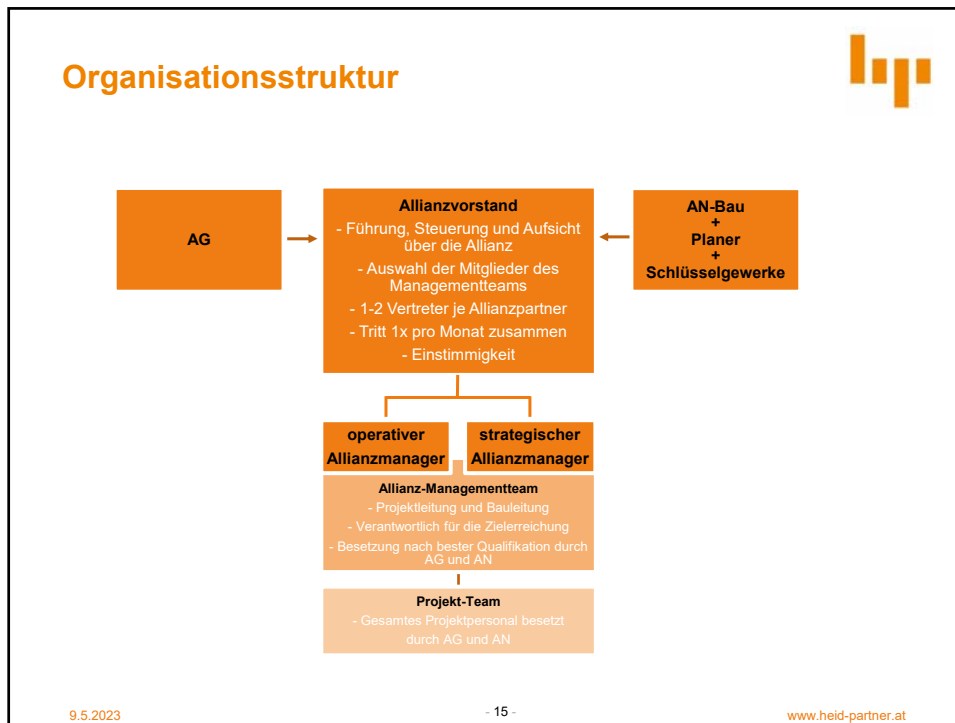 Organisationsstruktur
AG
Allianzvorstand
- Führung, Steuerung und Aufsicht
über die Allianz
- Auswahl der Mitglieder des
Managementteams
- 1-2 Vertreter je Allianzpartner
- Tritt 1x pro Monat zusammen
- Einstimmigkeit
AN-Bau
+
Planer
+
Schlüsselgewerke
operativer
Allianzmanager
strategischer
Allianzmanager
Allianz-Managementteam
- Projektleitung und Bauleitung
- Verantwortlich für die Zielerreichung
- Besetzung nach bester Qualifikation durch
AG und AN
Projekt-Team
- Gesamtes Projektpersonal besetzt
durch AG und AN
9.5.2023
- 15 -
www.heid-partner.at